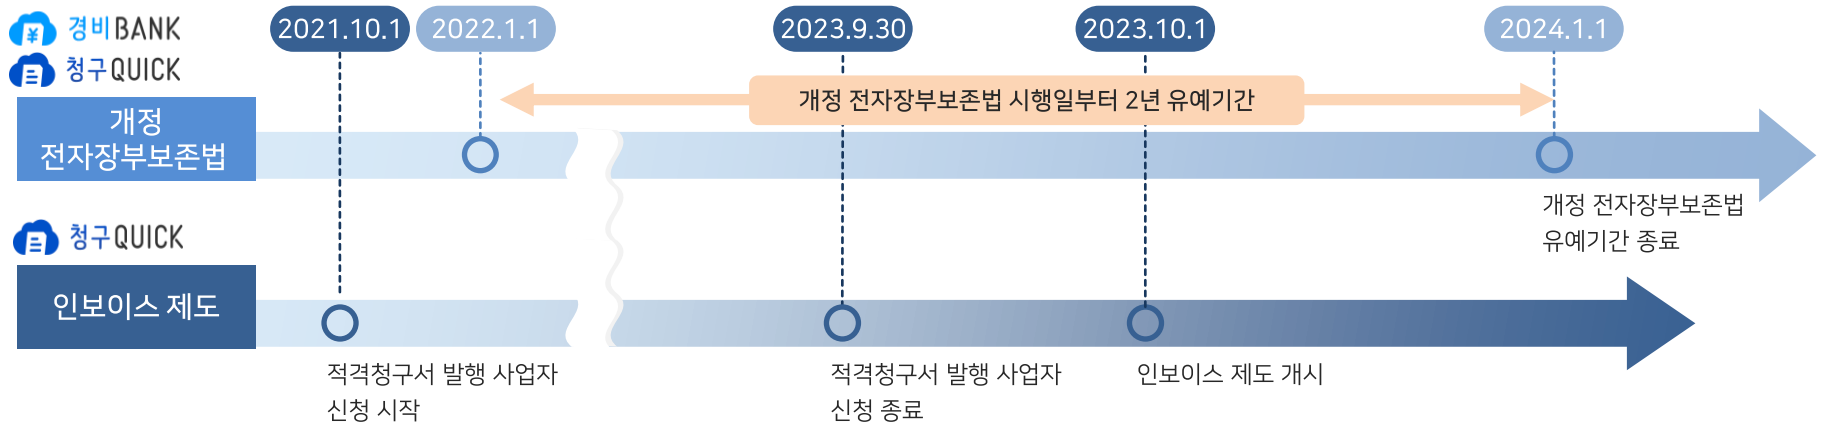 경비BANK
청구QUICK
2021.10.1
2022.1.1
2023.9.30
2023.10.1
2024.1.1
개정 전자장부보존법 시행일부터 2년 유예기간
개정
전자장부보존법
개정 전자장부보존법
유예기간 종료
청구QUICK
인보이스 제도
적격청구서 발행 사업자
신청 시작
적격청구서 발행 사업자
신청 종료
인보이스 제도 개시